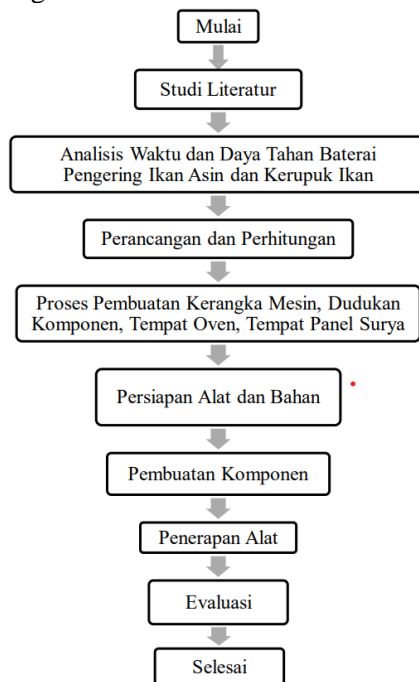 Mulai
Studi Literatur
Analisis Waktu dan Daya Tahan Baterai
Pengering Ikan Asin dan Kerupuk Ikan
Perancangan dan Perhitungan
Proses Pembuatan Kerangka Mesin, Dudukan
Komponen, Tempat Oven, Tempat Panel Surya
Persiapan Alat dan Bahan
Pembuatan Komponen
Penerapan Alat
Evaluasi
Selesai